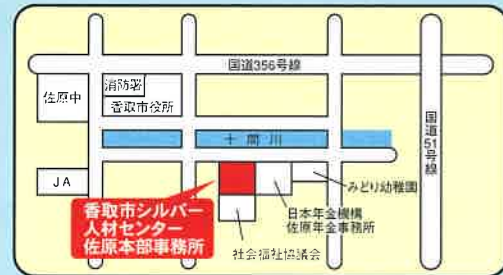 国道356号線
消防署
佐原中
香取市役所
十間川
国道51号線
JA
みどり幼稚園
香取市シルバー
人材センター
佐原本部事務所
日本年金機構
佐原年金事務所
社会福祉協議会